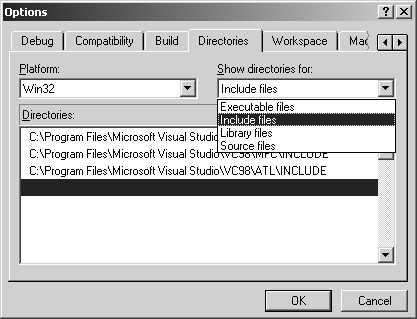 Options
Debug Compatibility Build Directories Workspace
Platform: Show directories for:
Win32 Include files
Directories:
Executable files
Include files
Library files
Source files
C:\Program Files\Microsoft Visual Studio
C:\Program Files\Microsoft Visual Studio\VC98\MFC\INCLUDE
C:\Program Files\Microsoft Visual Studio\VC98\ATL\INCLUDE
OK Cancel